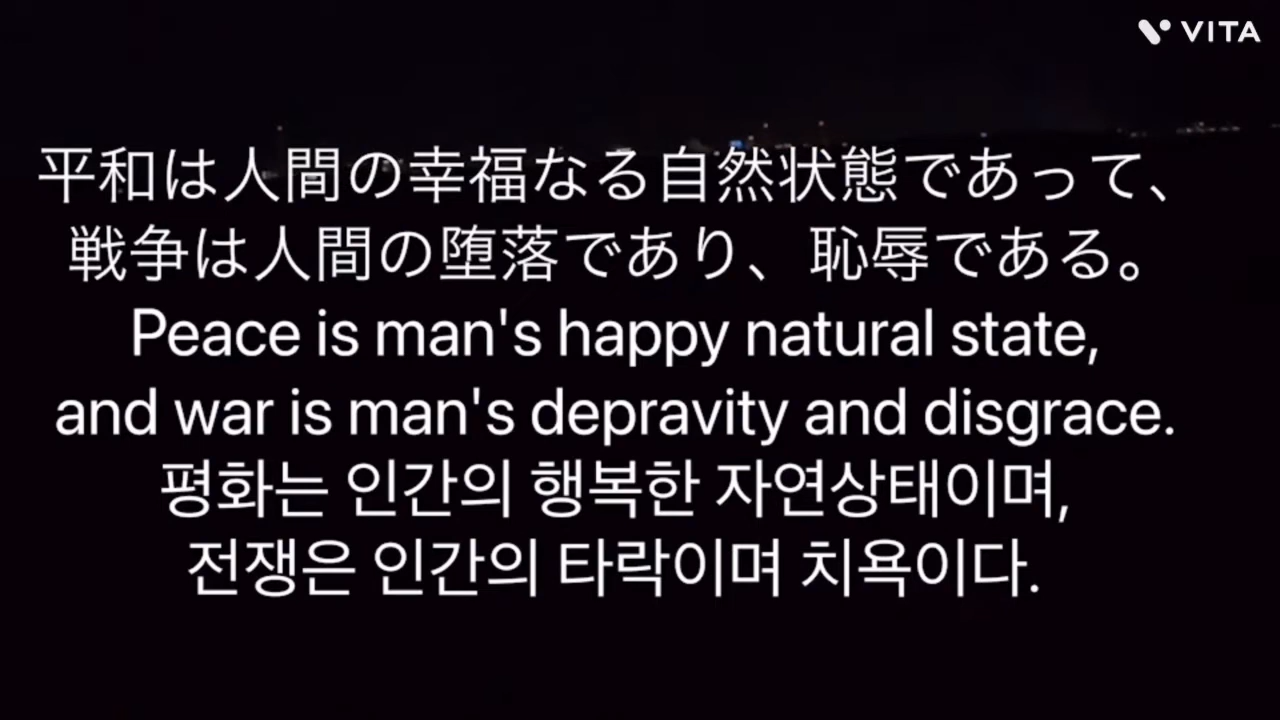 VITA
平和は人間の幸福なる自然状態であって、
戦争は人間の堕落であり、恥辱である。
Peace is man's happy natural state,
and war is man's depravity and disgrace.
평화는 인간의 행복한 자연상태이며,
전쟁은 인간의 타락이며 치욕이다.